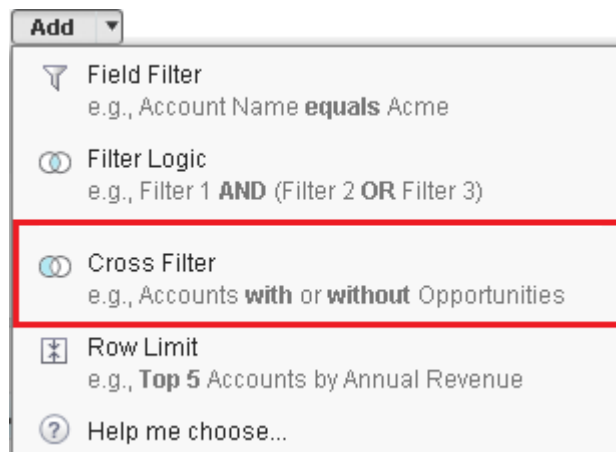 Add
Field Filter
e.g., Account Name equals Acme
Filter Logic
e.g., Filter 1 AND (Filter 2 OR Filter 3)
Cross Filter
e.g., Accounts with or without Opportunities
Row Limit
e.g., Top 5 Accounts by Annual Revenue
Help me choose...